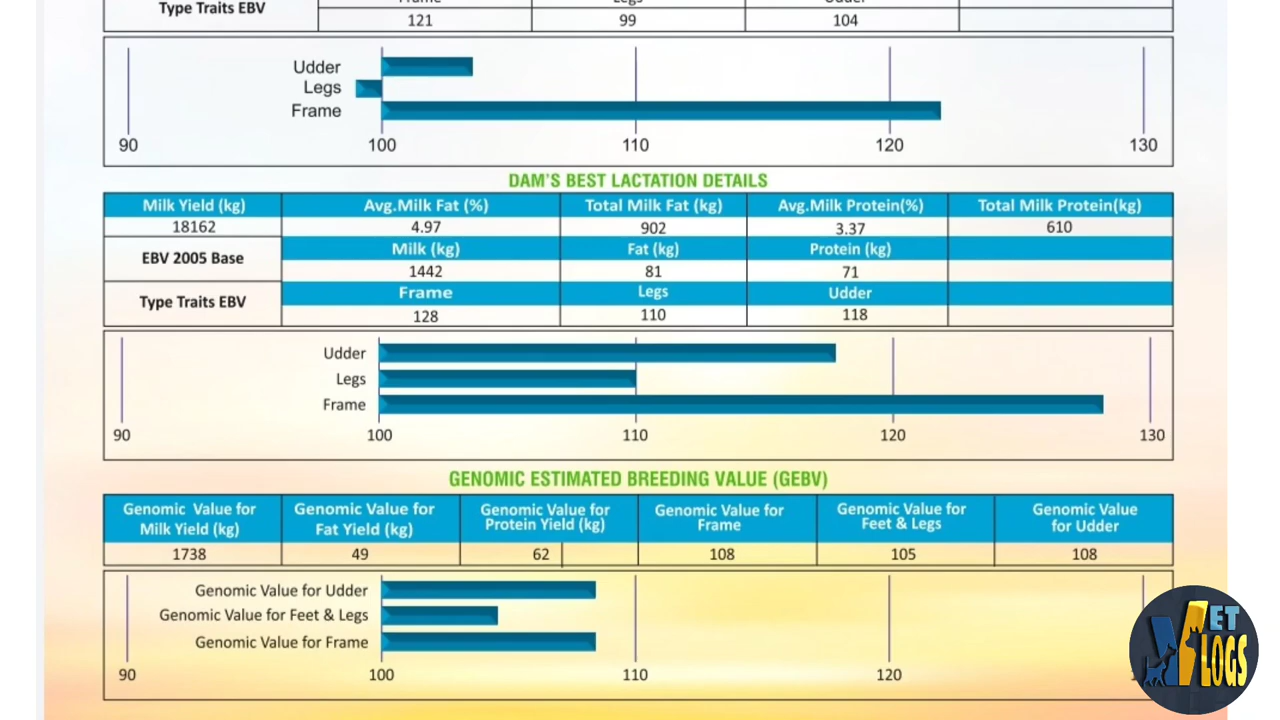 Type Traits EBV
Frame Legs Udder
121 99 104
Udder
Legs
Frame
90 100 110 120 130
DAM'S BEST LACTATION DETAILS
Milk Yield (kg) Avg.Milk Fat (%) Total Milk Fat (kg) Avg.Milk Protein(%) Total Milk Protein(kg)
18162 4.97 902 3.37 610
EBV 2005 Base Milk (kg) Fat (kg) Protein (kg)
1442 81 71
Type Traits EBV Frame Legs Udder
128 110 118
Udder
Legs
Frame
90 100 110 120 130
GENOMIC ESTIMATED BREEDING VALUE (GEBV)
Genomic Value for Genomic Value for Genomic Value for Genomic Value for Genomic Value for Genomic Value
Milk Yield (kg) Fat Yield (kg) Protein Yield (kg) Frame Feet & Legs for Udder
1738 49 62 108 105 108
Genomic Value for Udder
Genomic Value for Feet & Legs
Genomic Value for Frame
90 100 110 120
VET
VLOGS